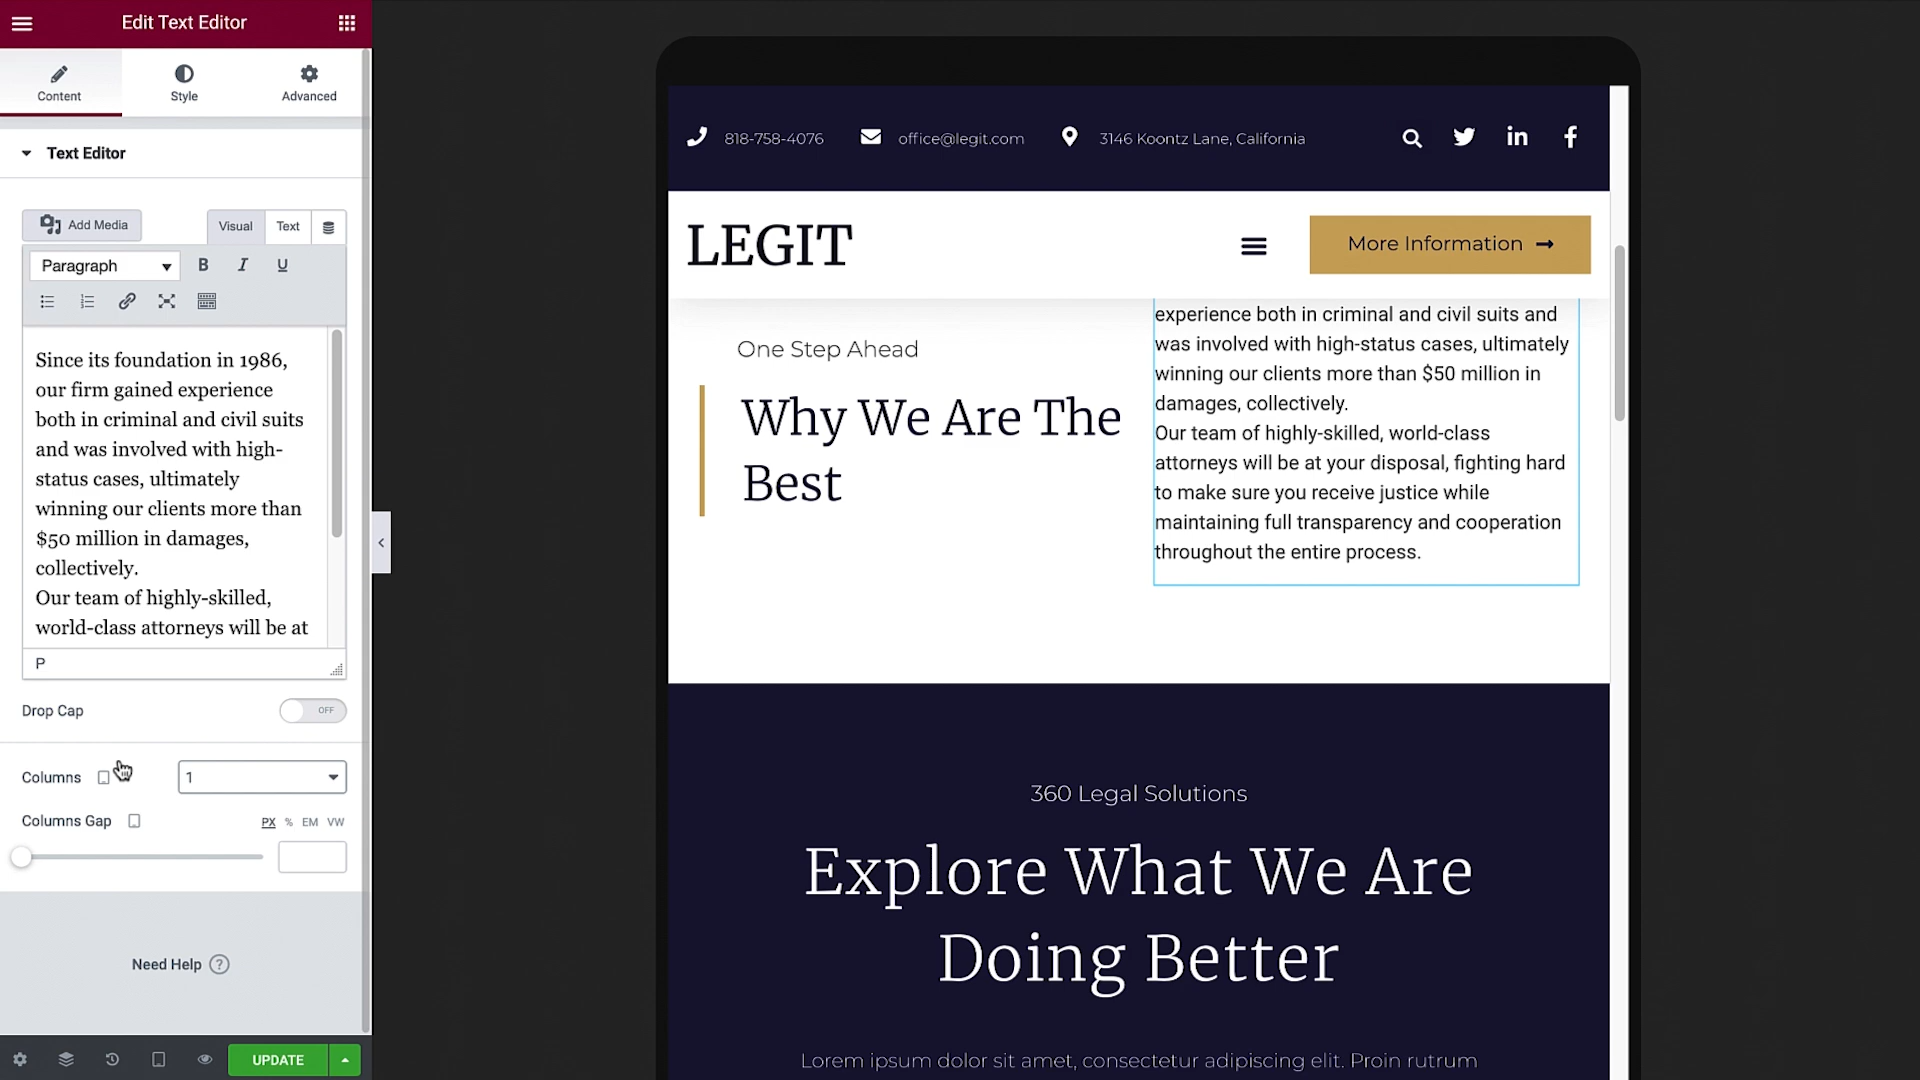 Edit Text Editor
Content
Style
Advanced
Text Editor
Add Media
Visual
Text
Paragraph
B
I
U
Since its foundation in 1986,
our firm gained experience
both in criminal and civil suits
and was involved with high-
status cases, ultimately
winning our clients more than
$50 million in damages,
collectively.
Our team of highly-skilled,
world-class attorneys will be at
P
Drop Cap
OFF
Columns
1
Columns Gap
PX % EM VW
Need Help ?
UPDATE
818-758-4076
office@legit.com
3146 Koontz Lane, California
LEGIT
More Information
One Step Ahead
Why We Are The
Best
experience both in criminal and civil suits and
was involved with high-status cases, ultimately
winning our clients more than $50 million in
damages, collectively.
Our team of highly-skilled, world-class
attorneys will be at your disposal, fighting hard
to make sure you receive justice while
maintaining full transparency and cooperation
throughout the entire process.
360 Legal Solutions
Explore What We Are
Doing Better
Lorem ipsum dolor sit amet, consectetur adipiscing elit. Proin rutrum